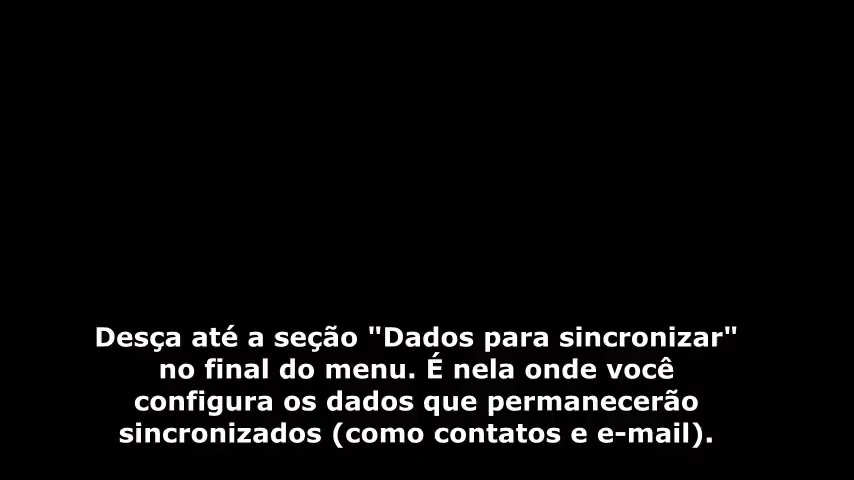 Desça até a seção "Dados para sincronizar"
no final do menu. É nela onde você
configura os dados que permanecerão
sincronizados (como contatos e e-mail).